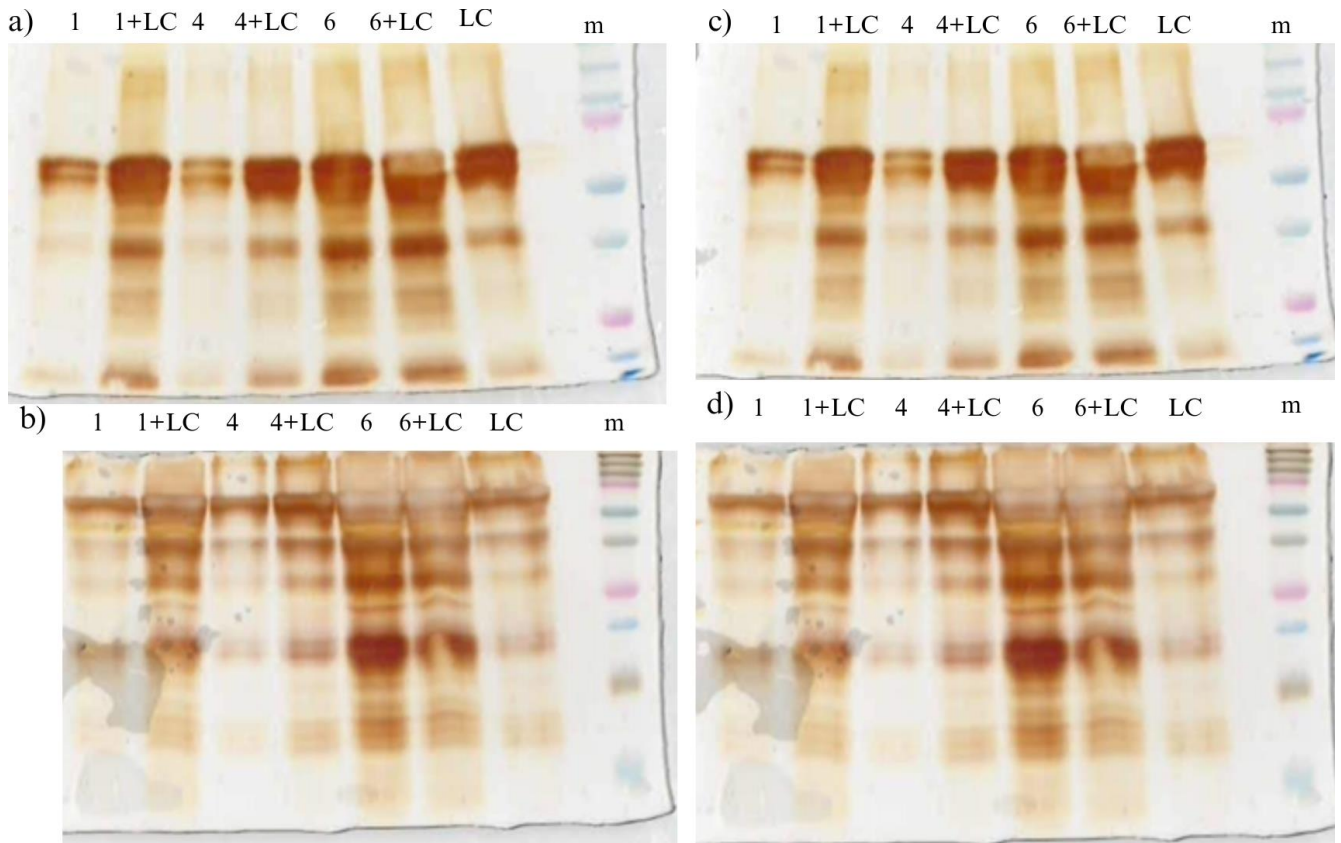 a) 1 1+LC 4 4+LC 6 6+LC LC m
c) 1 1+LC 4 4+LC 6 6+LC LC m
b) 1 1+LC 4 4+LC 6 6+LC LC m
d) 1 1+LC 4 4+LC 6 6+LC LC m